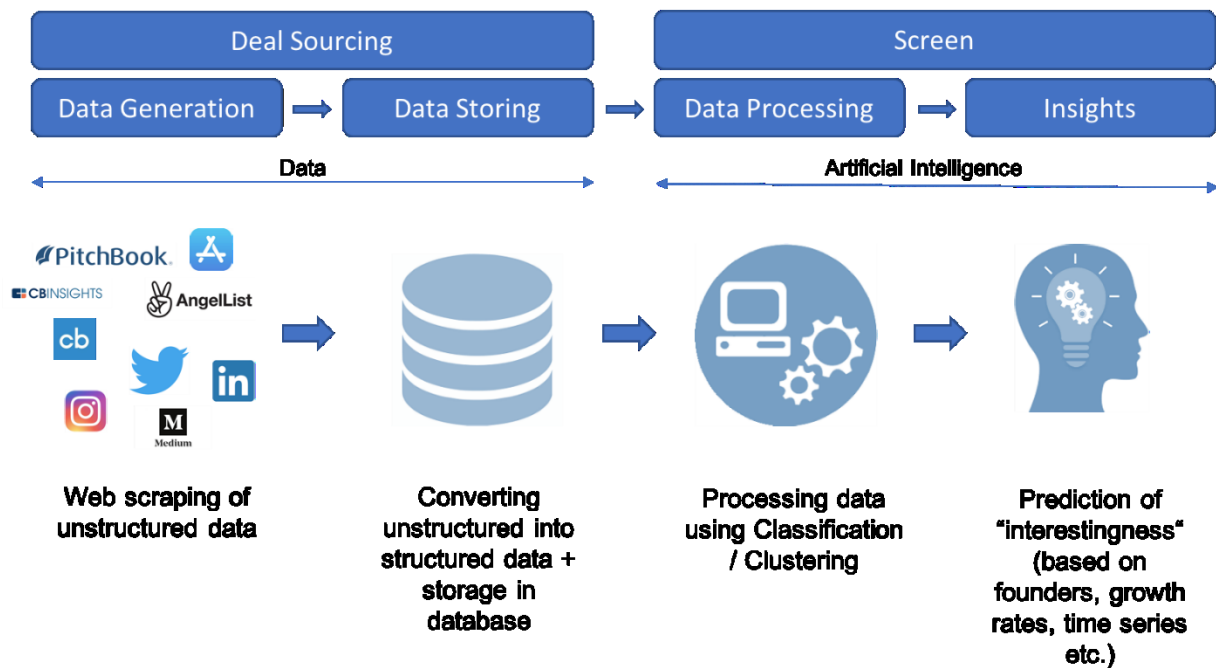 Deal Sourcing
Screen
Data Generation
Data Storing
Data Processing
Insights
Data
Artificial Intelligence
PitchBook.
CBINSIGHTS
AngelList
cb
in
M
Medium
Web scraping of
unstructured data
Converting
unstructured into
structured data +
storage in
database
Processing data
using Classification
/ Clustering
Prediction of
“interestingness“
(based on
founders, growth
rates, time series
etc.)